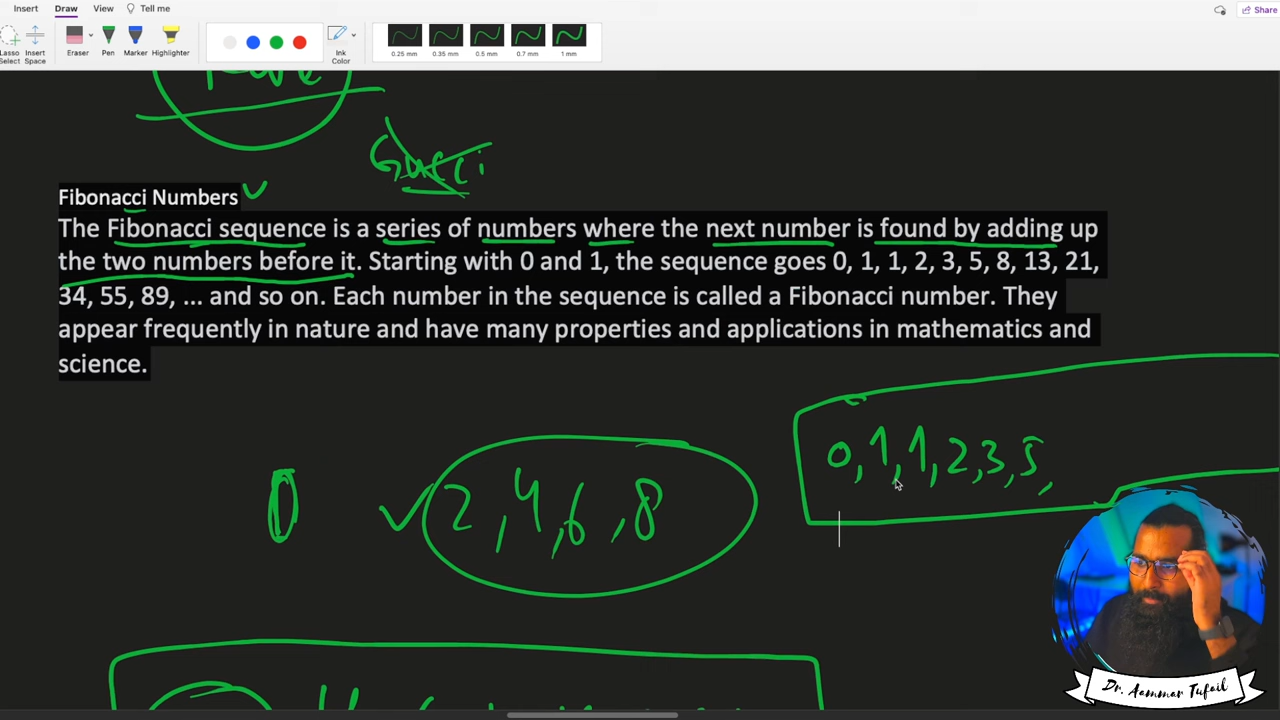 Insert Draw View Tell me Share
Lasso Select
Insert Space
Eraser
Pen
Marker
Highlighter
Ink Color
0.25 mm 0.35 mm 0.5 mm 0.7 mm 1 mm
Gucci
Fibonacci Numbers
The Fibonacci sequence is a series of numbers where the next number is found by adding up
the two numbers before it. Starting with 0 and 1, the sequence goes 0, 1, 1, 2, 3, 5, 8, 13, 21,
34, 55, 89, ... and so on. Each number in the sequence is called a Fibonacci number. They
appear frequently in nature and have many properties and applications in mathematics and
science.
0,1,1,2,3,5,
0 2,4,6,8
Dr. Aammar Tufail